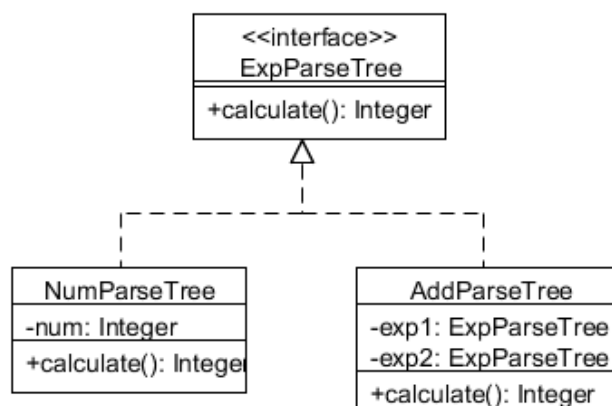 <<interface>>
ExpParseTree
+calculate(): Integer
NumParseTree
-num: Integer
+calculate(): Integer
AddParseTree
-exp1: ExpParseTree
-exp2: ExpParseTree
+calculate(): Integer